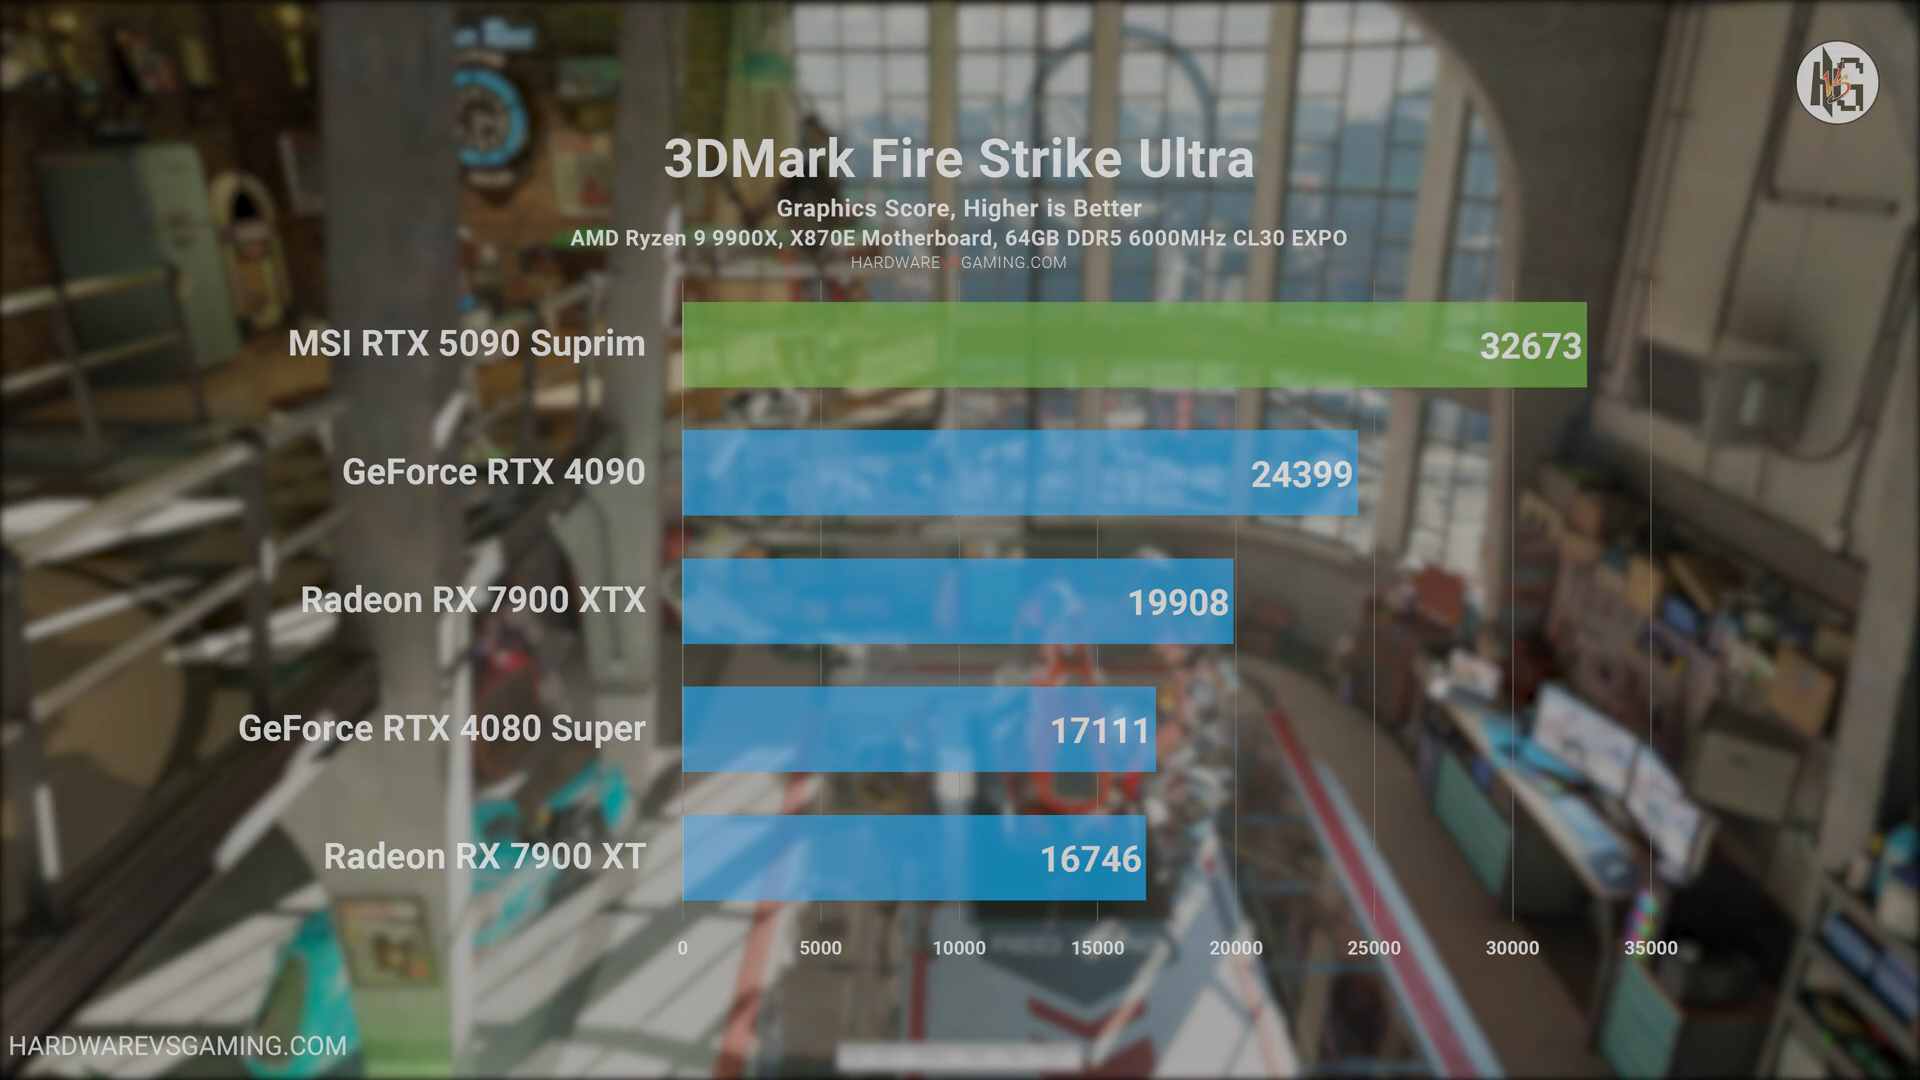 3DMark Fire Strike Ultra
Graphics Score, Higher is Better
AMD Ryzen 9 9900X, X870E Motherboard, 64GB DDR5 6000MHz CL30 EXPO
HARDWAREVSGAMING.COM
MSI RTX 5090 Suprim 32673
GeForce RTX 4090 24399
Radeon RX 7900 XTX 19908
GeForce RTX 4080 Super 17111
Radeon RX 7900 XT 16746
0 5000 10000 15000 20000 25000 30000 35000
HARDWAREVSGAMING.COM